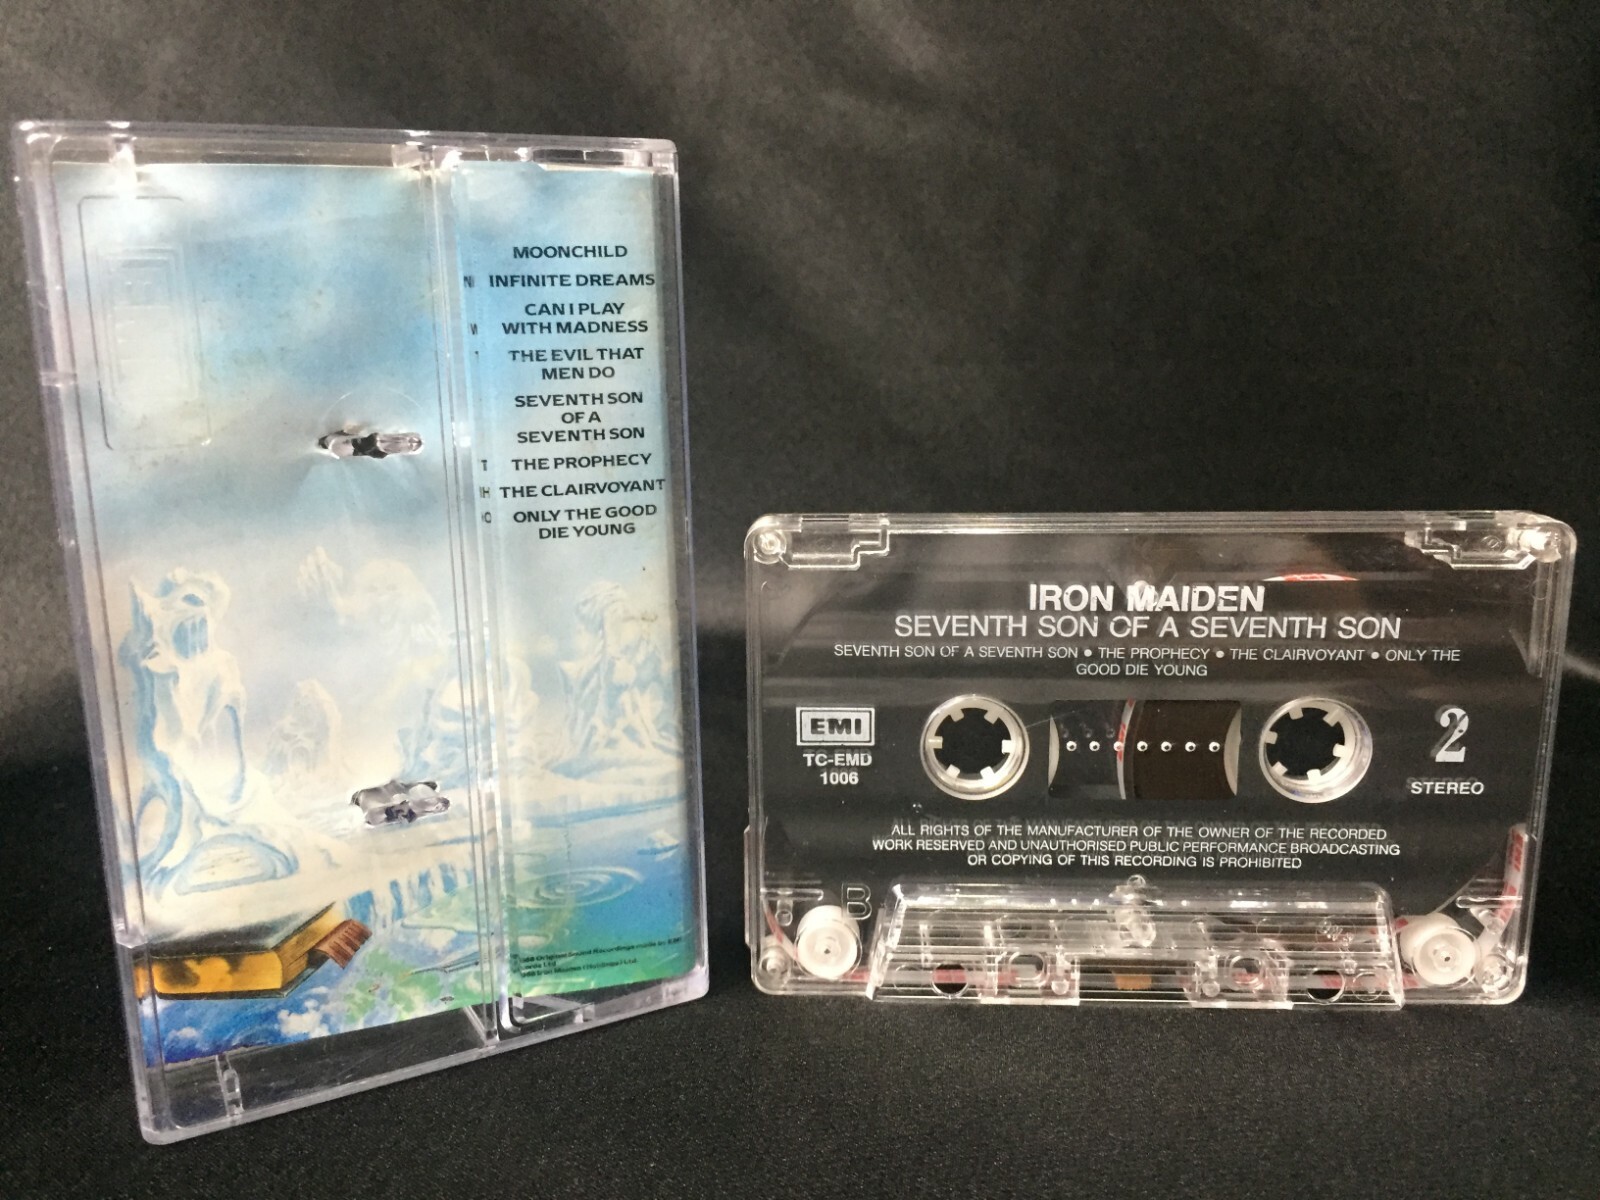 MOONCHILD
INFINITE DREAMS
CAN I PLAY
WITH MADNESS
THE EVIL THAT
MEN DO
SEVENTH SON
OF A
SEVENTH SON
THE PROPHECY
THE CLAIRVOYANT
ONLY THE GOOD
DIE YOUNG
IRON MAIDEN
SEVENTH SON OF A SEVENTH SON
SEVENTH SON OF A SEVENTH SON • THE PROPHECY • THE CLAIRVOYANT • ONLY THE
GOOD DIE YOUNG
EMI
TC-EMD
1006
2
STEREO
ALL RIGHTS OF THE MANUFACTURER OF THE OWNER OF THE RECORDED
WORK RESERVED AND UNAUTHORISED PUBLIC PERFORMANCE BROADCASTING
OR COPYING OF THIS RECORDING IS PROHIBITED
B